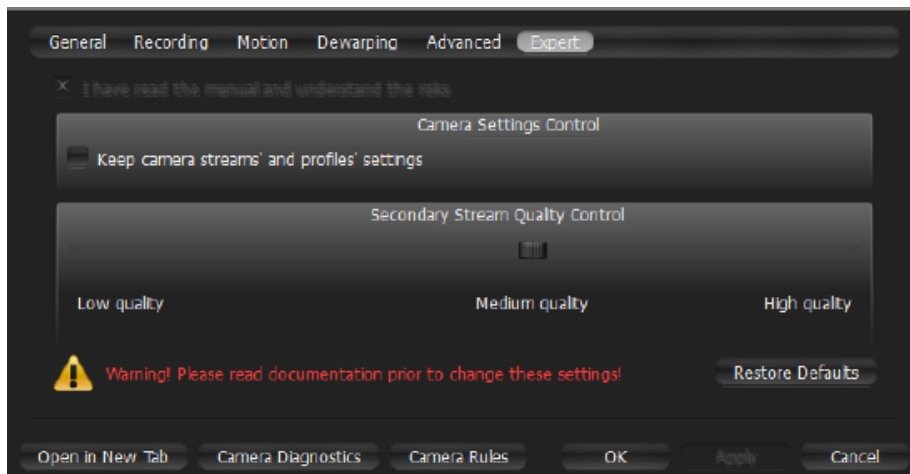 General Recording Motion Dewarping Advanced Expert
I have read the manual and understand the risks
Camera Settings Control
Keep camera streams' and profiles' settings
Secondary Stream Quality Control
Low quality Medium quality High quality
Warning! Please read documentation prior to change these settings! Restore Defaults
Open in New Tab Camera Diagnostics Camera Rules OK Apply Cancel